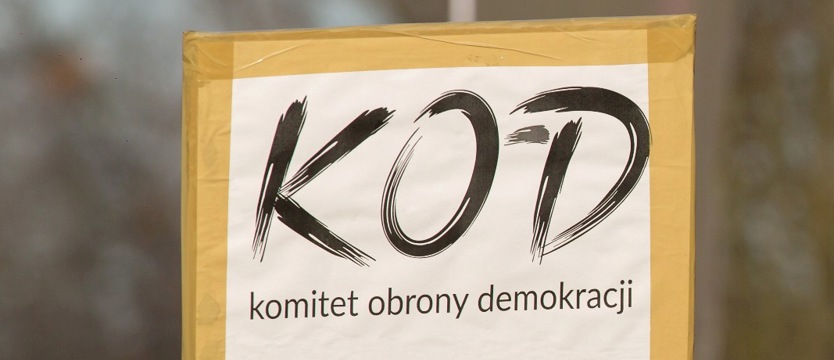 KOD
komitet obrony demokracji